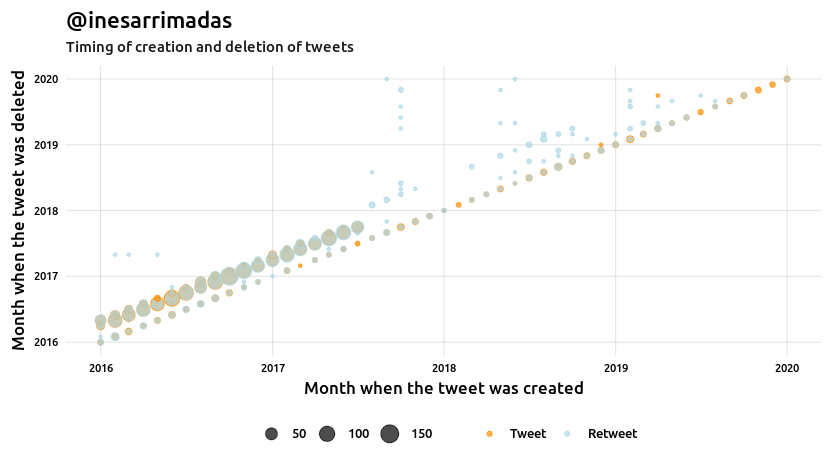 @inesarrimadas
Timing of creation and deletion of tweets
Month when the tweet was deleted
2020
2019
2018
2017
2016
2016 2017 2018 2019 2020
Month when the tweet was created
50 100 150 Tweet Retweet